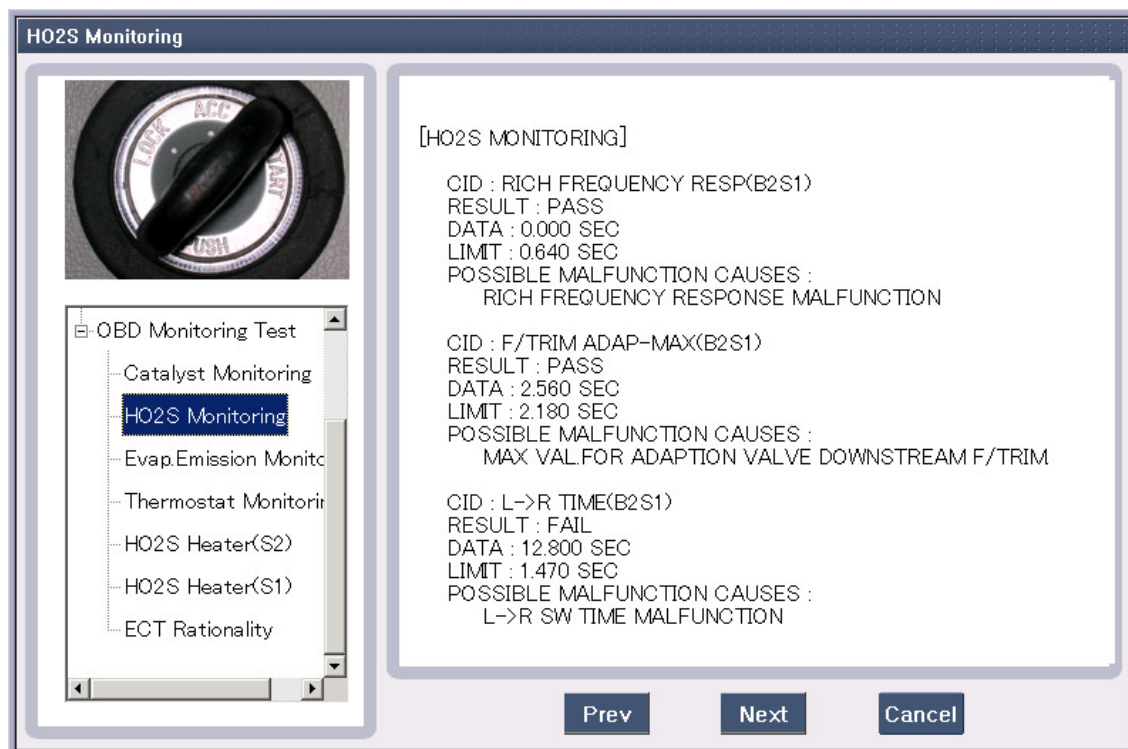 HO2S Monitoring
LOCK
ACC
START
PUSH
OBD Monitoring Test
Catalyst Monitoring
HO2S Monitoring
Evap.Emission Monito
Thermostat Monitorin
HO2S Heater(S2)
HO2S Heater(S1)
ECT Rationality
[HO2S MONITORING]
CID : RICH FREQUENCY RESP(B2S1)
RESULT : PASS
DATA : 0.000 SEC
LIMIT : 0.640 SEC
POSSIBLE MALFUNCTION CAUSES :
RICH FREQUENCY RESPONSE MALFUNCTION
CID : F/TRIM ADAP-MAX(B2S1)
RESULT : PASS
DATA : 2.560 SEC
LIMIT : 2.180 SEC
POSSIBLE MALFUNCTION CAUSES :
MAX VAL.FOR ADAPTION VALVE DOWNSTREAM F/TRIM
CID : L->R TIME(B2S1)
RESULT : FAIL
DATA : 12.800 SEC
LIMIT : 1.470 SEC
POSSIBLE MALFUNCTION CAUSES :
L->R SW TIME MALFUNCTION
Prev
Next
Cancel